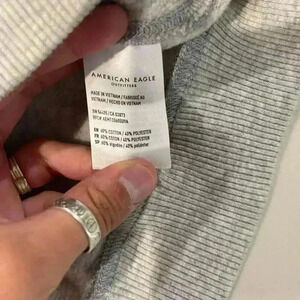 AMERICAN EAGLE
OUTFITTERS
MADE IN VIETNAM / FABRIQUÉ AU
VIETNAM / HECHO EN VIETNAM
EN 60% COTTON / 40% POLYESTER
FR 60% COTON / 40% POLYESTER
SP 60% algodón / 40% poliéster